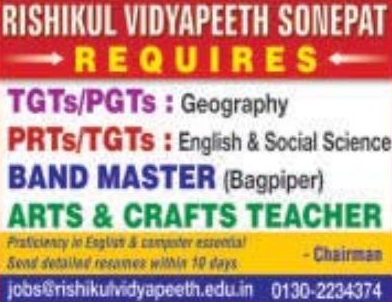 RISHIKUL VIDYAPEETH SONEPAT
REQUIRES
TGTs/PGTs : Geography
PRTs/TGTs : English & Social Science
BAND MASTER (Bagpiper)
ARTS & CRAFTS TEACHER
Proficiency in English & computer essential
Send detailed resumes within 10 days
- Chairman
jobs@rishikulvidyapeeth.edu.in 0130-2234374